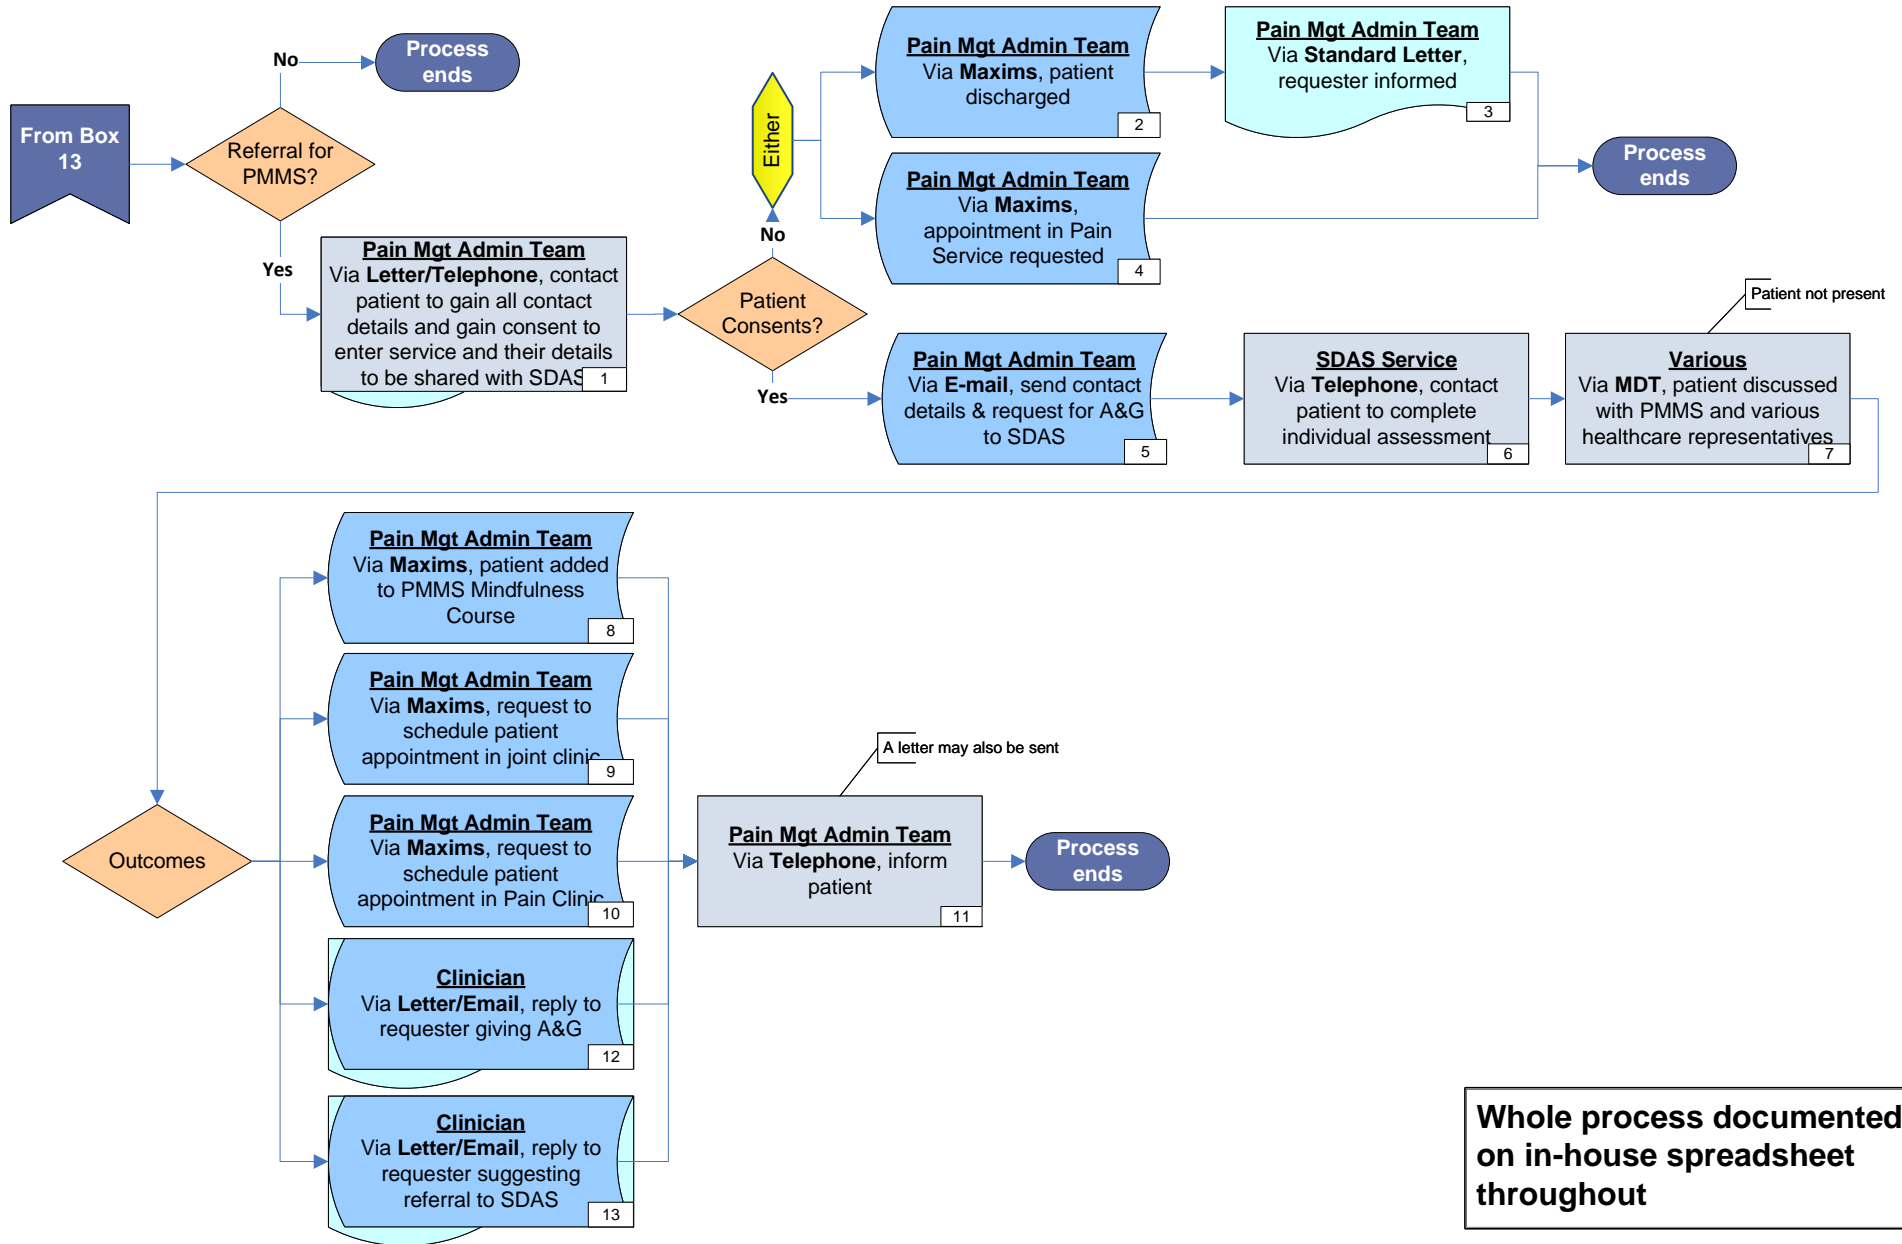 From Box
13
Referral for
PMMS?
No
Process
ends
Yes
Pain Mgt Admin Team
Via Letter/Telephone, contact
patient to gain all contact
details and gain consent to
enter service and their details
to be shared with SDAS
1
Patient
Consents?
No
Either
Pain Mgt Admin Team
Via Maxims, patient
discharged
2
Pain Mgt Admin Team
Via Standard Letter,
requester informed
3
Pain Mgt Admin Team
Via Maxims,
appointment in Pain
Service requested
4
Process
ends
Yes
Pain Mgt Admin Team
Via E-mail, send contact
details & request for A&G
to SDAS
5
SDAS Service
Via Telephone, contact
patient to complete
individual assessment
6
Patient not present
Various
Via MDT, patient discussed
with PMMS and various
healthcare representatives
7
Outcomes
Pain Mgt Admin Team
Via Maxims, patient added
to PMMS Mindfulness
Course
8
Pain Mgt Admin Team
Via Maxims, request to
schedule patient
appointment in joint clinic
9
Pain Mgt Admin Team
Via Maxims, request to
schedule patient
appointment in Pain Clinic
10
Clinician
Via Letter/Email, reply to
requester giving A&G
12
Clinician
Via Letter/Email, reply to
requester suggesting
referral to SDAS
13
A letter may also be sent
Pain Mgt Admin Team
Via Telephone, inform
patient
11
Process
ends
Whole process documented
on in-house spreadsheet
throughout